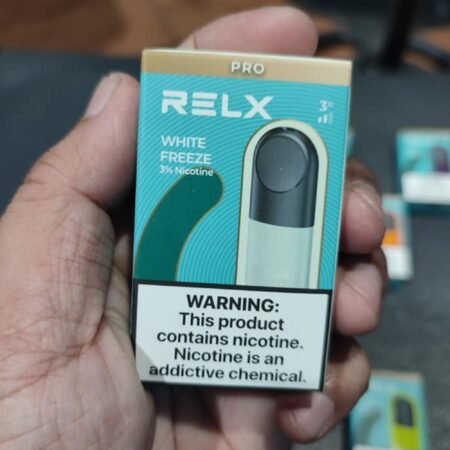 PRO
RELX
3%
WHITE
FREEZE
3% Nicotine
WARNING:
This product
contains nicotine.
Nicotine is an
addictive chemical.